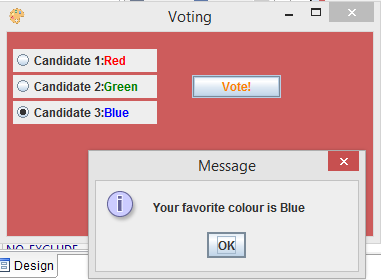 Voting
Candidate 1:Red
Candidate 2:Green
Vote!
Candidate 3:Blue
Message
Your favorite colour is Blue
OK
Design